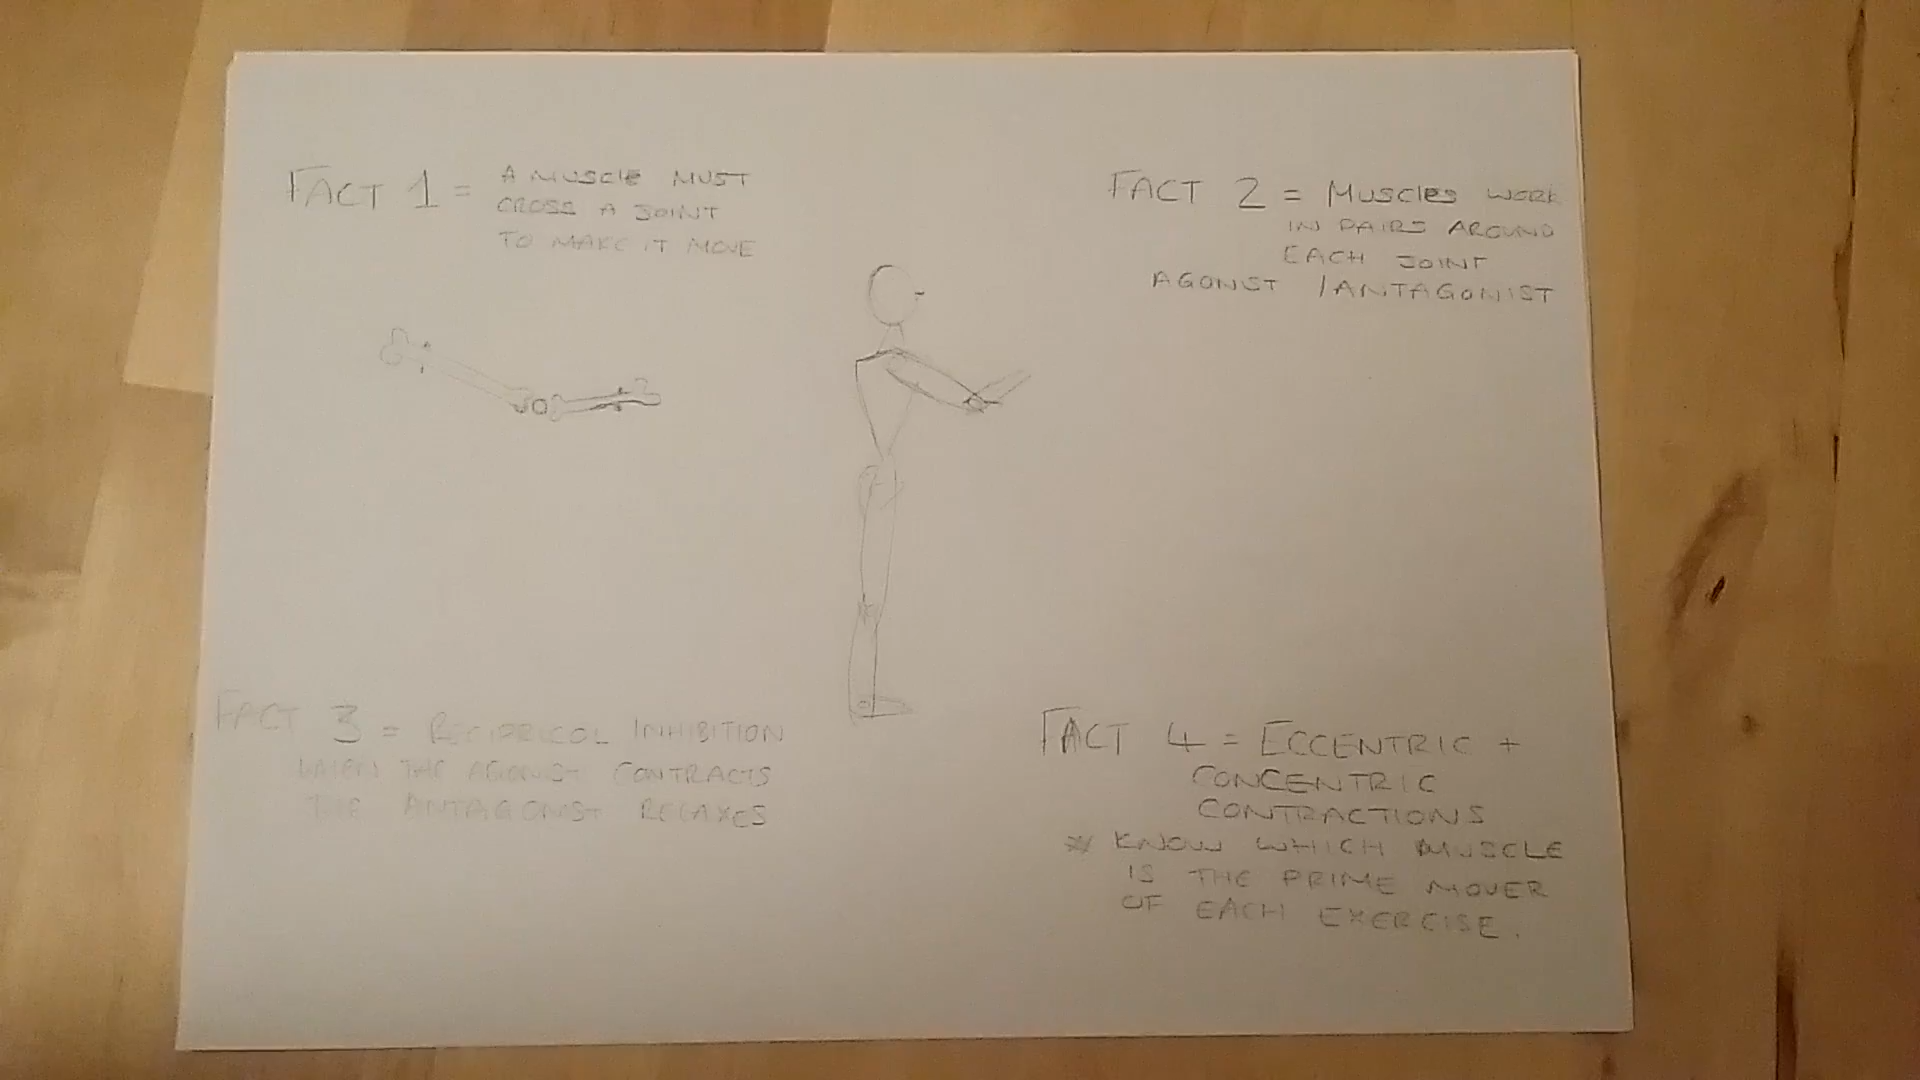 FACT 1 = A MUSCLE MUST
CROSS A JOINT
TO MAKE IT MOVE
FACT 2 = MUSCLES WORK
IN PAIRS AROUND
EACH JOINT
AGONST / ANTAGONIST
FACT 3 = RECIPRICOL INHIBITION
WHEN THE AGONIST CONTRACTS
THE ANTAGONIST RELAXES
FACT 4 = ECCENTRIC +
CONCENTRIC
CONTRACTIONS
* KNOW WHICH MUSCLE
IS THE PRIME MOVER
OF EACH EXERCISE.